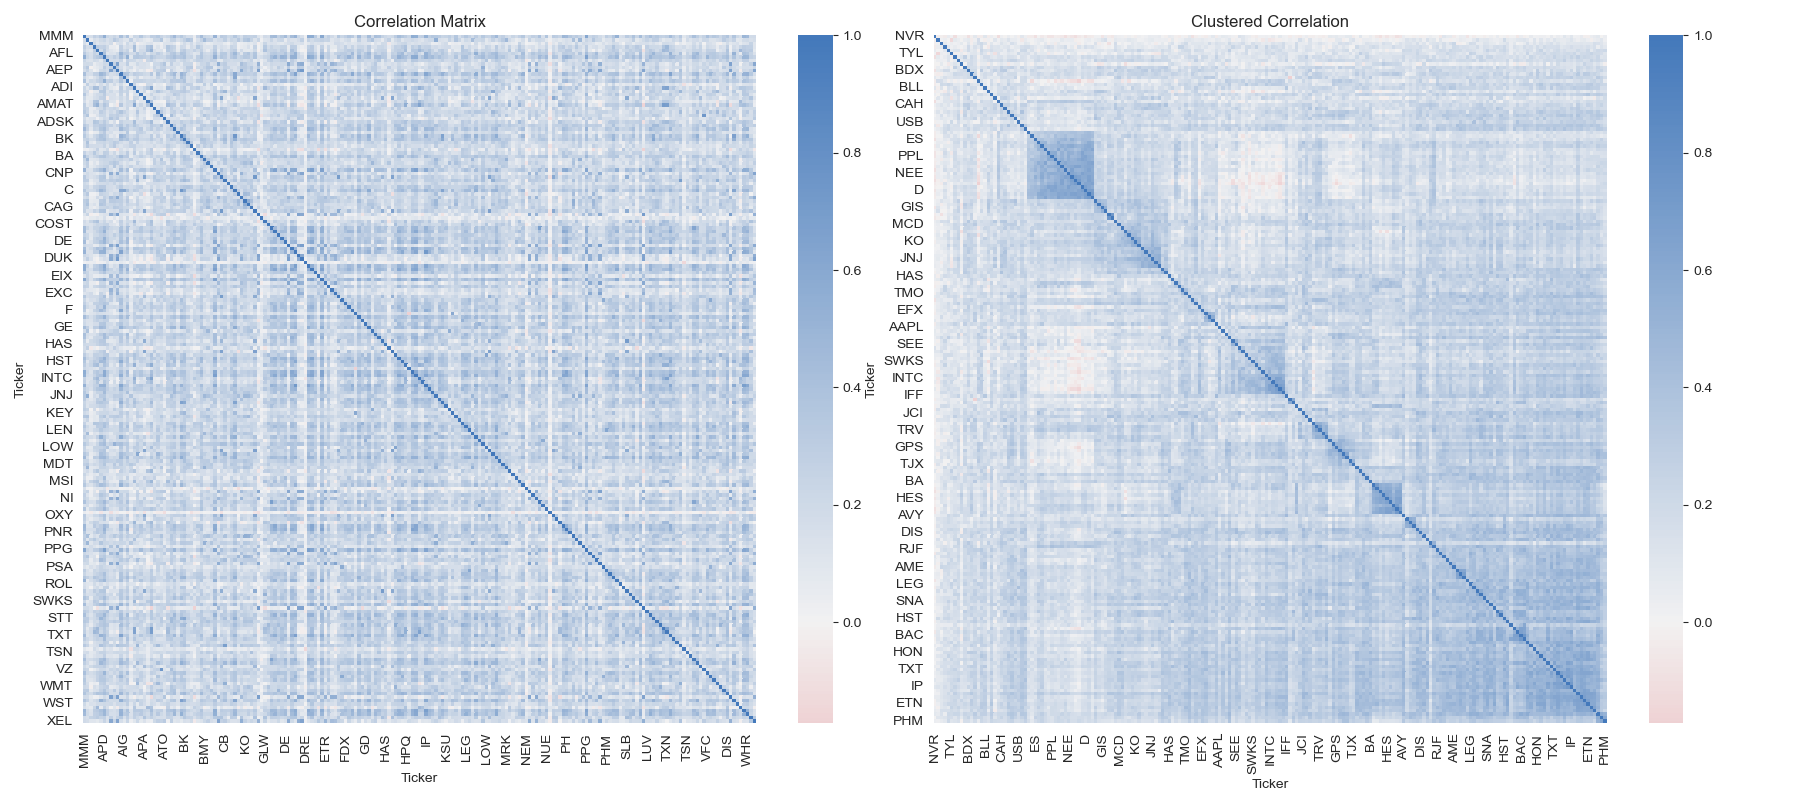 Correlation Matrix
MMM
AFL
AEP
ADI
AMAT
ADSK
BK
BA
CNP
C
CAG
COST
DE
DUK
EIX
EXC
F
GE
HAS
HST
INTC
JNJ
KEY
LEN
LOW
MDT
MSI
NI
OXY
PNR
PPG
PSA
ROL
SWKS
STT
TXT
TSN
VZ
WMT
WST
XEL
Ticker
MMM APD AIG APA ATO BK BMY CB KO GLW DE DRE ETR FDX GD HAS HPQ IP KSU LEG LOW MRK NEM NUE PH PPG PHM SLB LUV TXN TSN VFC DIS WHR
Ticker
1.0
0.8
0.6
0.4
0.2
0.0
Clustered Correlation
NVR
TYL
BDX
BLL
CAH
USB
ES
PPL
NEE
D
GIS
MCD
KO
JNJ
HAS
TMO
EFX
AAPL
SEE
SWKS
INTC
IFF
JCI
TRV
GPS
TJX
BA
HES
AVY
DIS
RJF
AME
LEG
SNA
HST
BAC
HON
TXT
IP
ETN
PHM
Ticker
NVR TYL BDX BLL CAH USB ES PPL NEE D GIS MCD KO JNJ HAS TMO EFX AAPL SEE SWKS INTC IFF JCI TRV GPS TJX BA HES AVY DIS RJF AME LEG SNA HST BAC HON TXT IP ETN PHM
Ticker
1.0
0.8
0.6
0.4
0.2
0.0